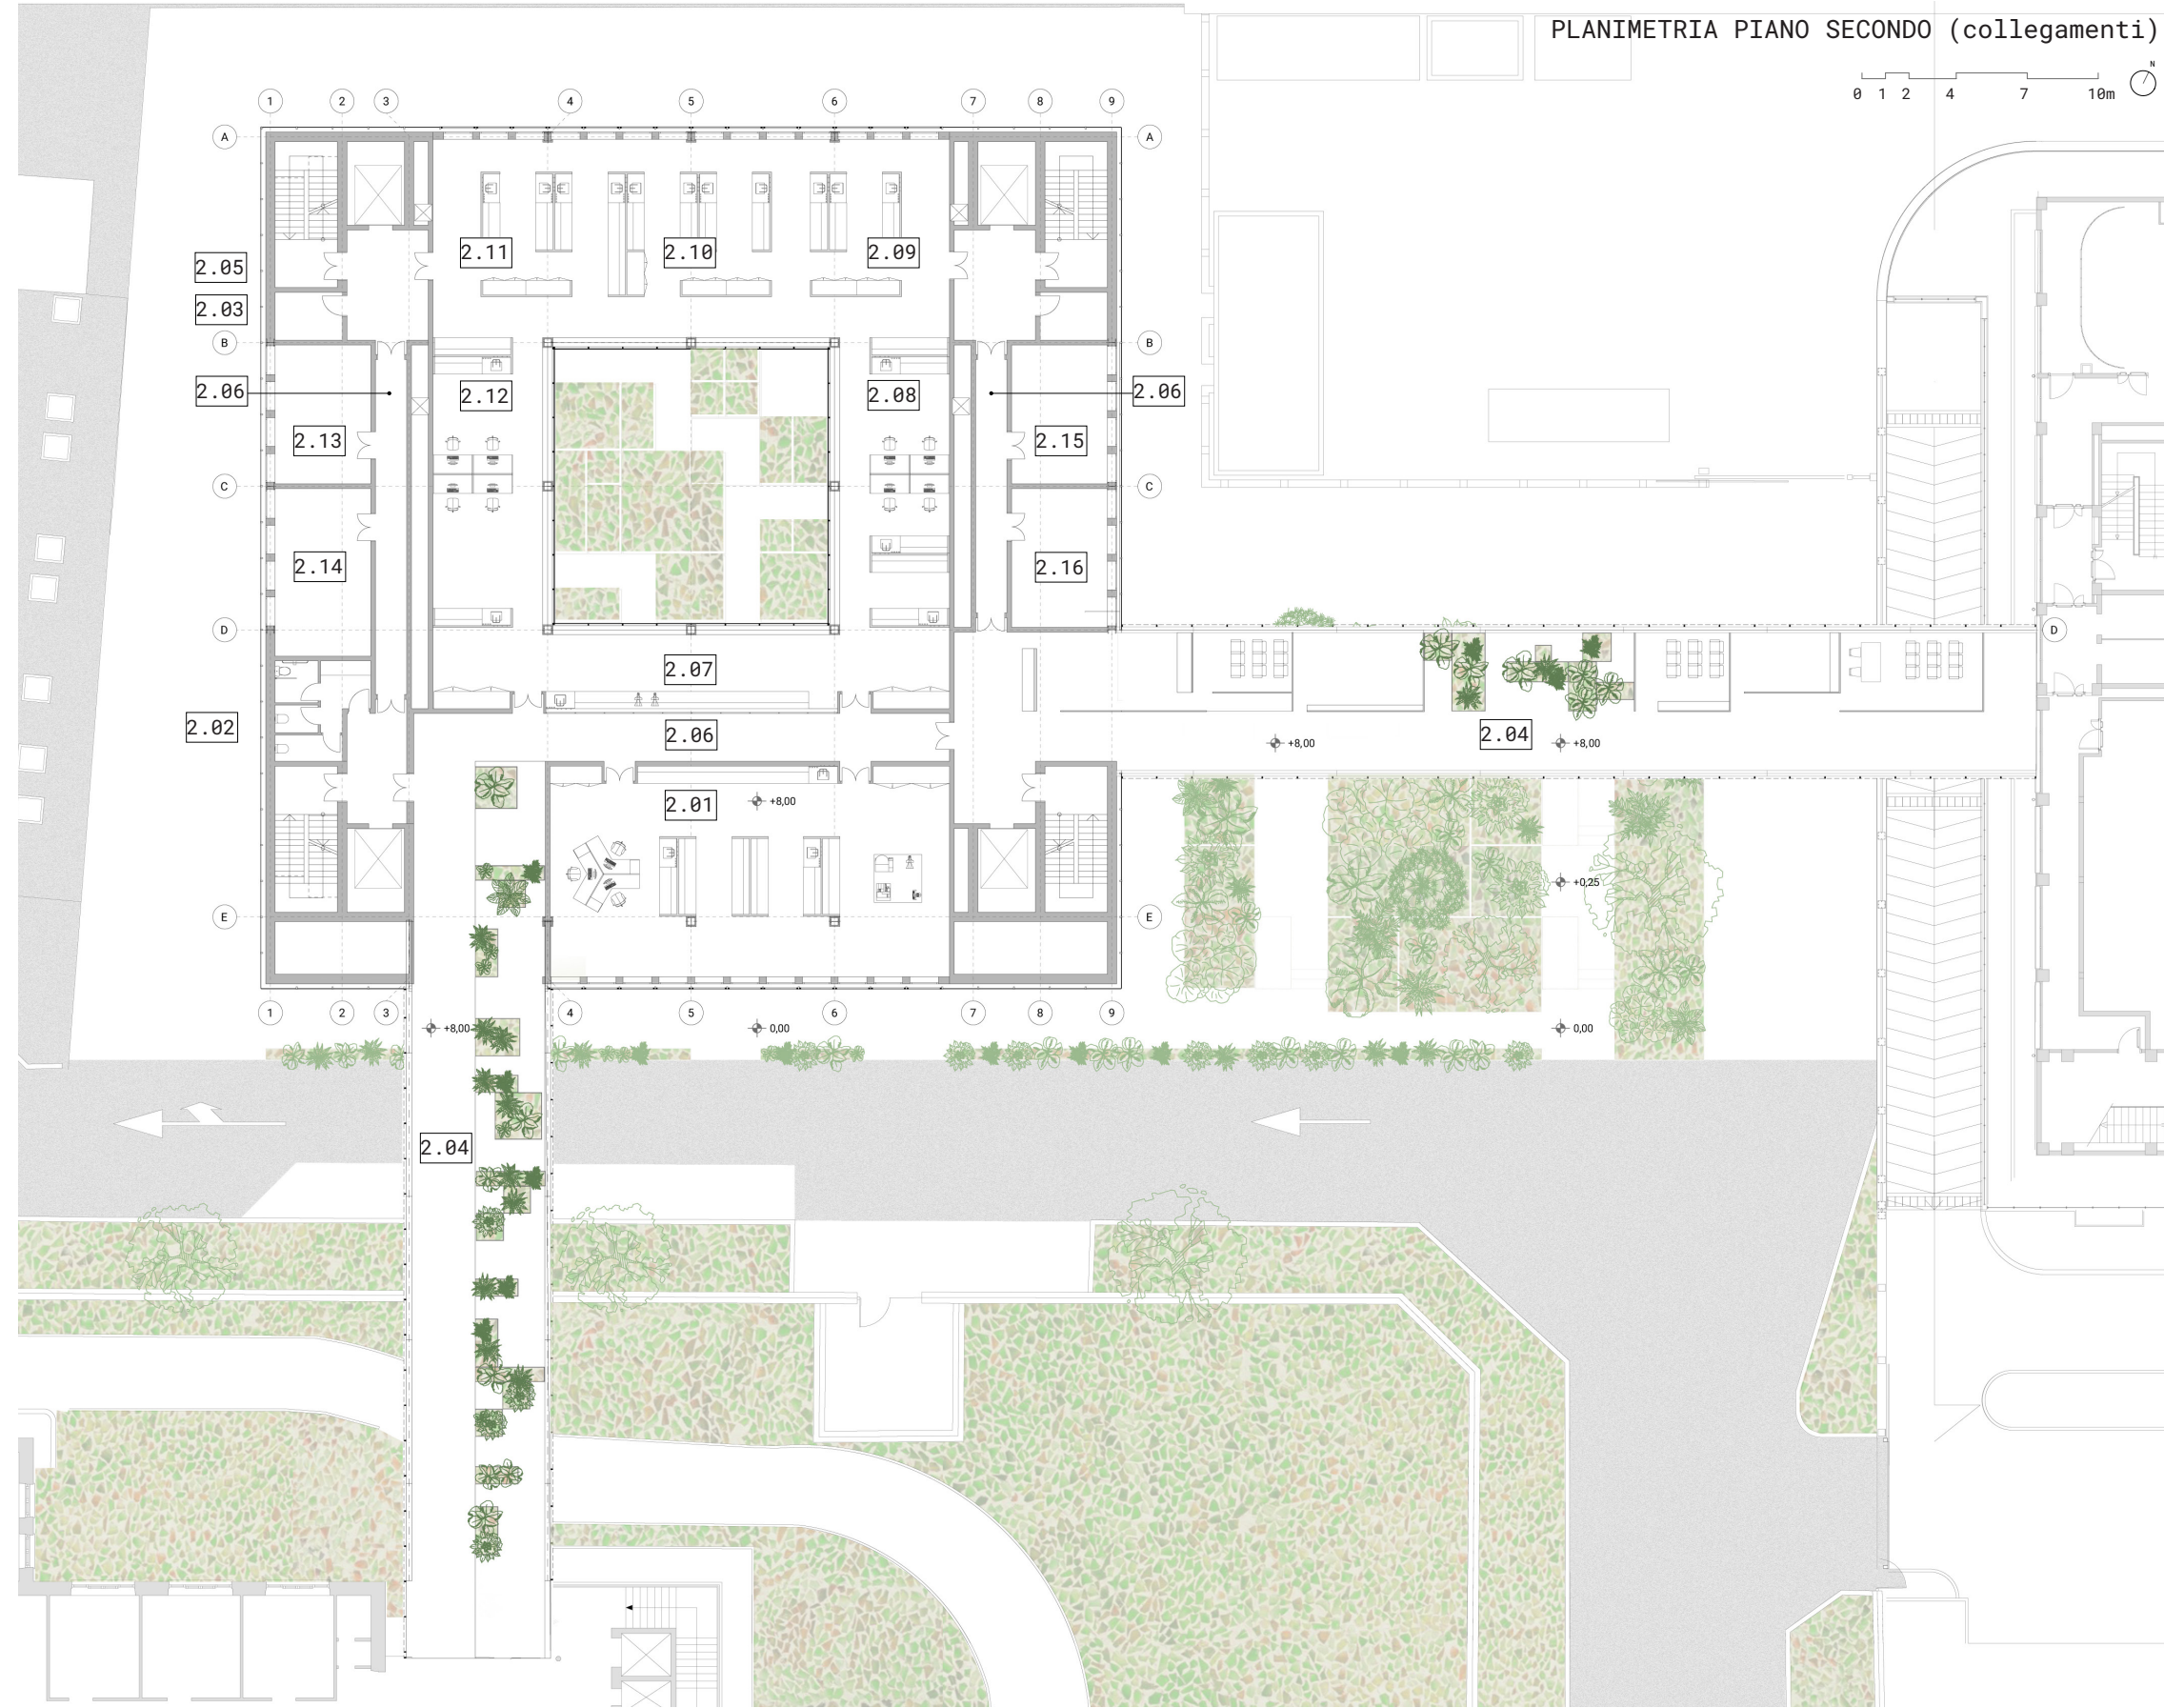 PLANIMETRIA PIANO SECONDO (collegamenti)
N
0 1 2 4 7 10m
1 2 3 4 5 6 7 8 9
A A
2.11 2.10 2.09
2.05
2.03
B B
2.06 2.12 2.08 2.06
2.13 2.15
C C
2.14 2.16
D D
2.07
2.02 2.06 2.04
+8,00 +8,00
2.01 +8,00
+0,25
E E
1 2 3 4 5 6 7 8 9
+8,00 0,00 0,00
2.04